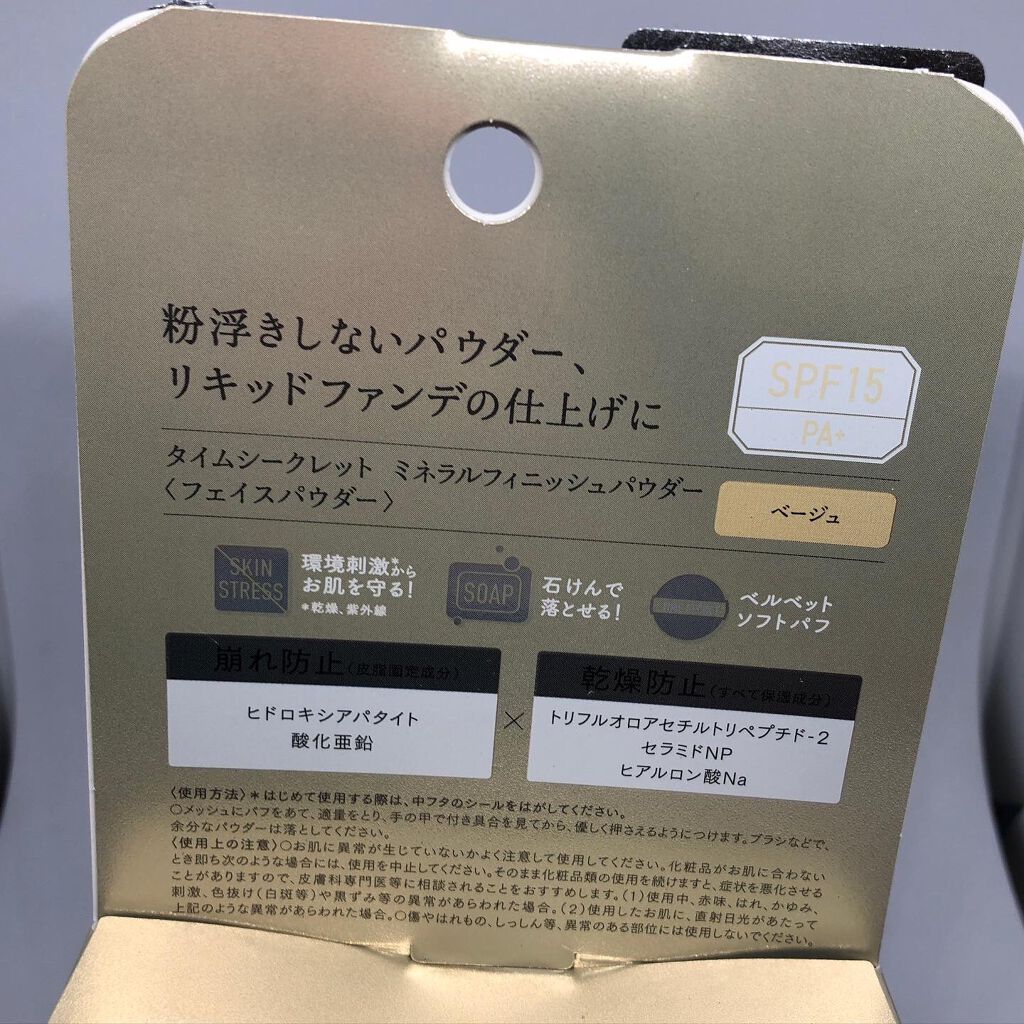 粉浮きしないパウダー、
リキッドファンデの仕上げに
SPF15
PA+
タイムシークレット ミネラルフィニッシュパウダー
〈フェイスパウダー〉
ベージュ
SKIN
STRESS
環境刺激*から
お肌を守る!
*乾燥、紫外線
SOAP
石けんで
落とせる!
ベルベット
ソフトパフ
崩れ防止(皮脂固定成分)
ヒドロキシアパタイト
酸化亜鉛
×
乾燥防止(すべて保湿成分)
トリフルオロアセチルトリペプチド-2
セラミドNP
ヒアルロン酸Na
〈使用方法〉*はじめて使用する際は、中フタのシールをはがしてください。
〇メッシュにパフをあて、適量をとり、手の甲で付き具合を見てから、優しく押さえるようにつけます。ブラシなどで、
余分なパウダーは落としてください。
〈使用上の注意〉〇お肌に異常が生じていないかよく注意して使用してください。化粧品がお肌に合わない
とき即ち次のような場合には、使用を中止してください。そのまま化粧品類の使用を続けますと、症状を悪化させる
ことがありますので、皮膚科専門医等に相談されることをおすすめします。(1)使用中、赤味、はれ、かゆみ、
刺激、色抜け(白斑等)や黒ずみ等の異常があらわれた場合。(2)使用したお肌に、直射日光があたって
上記のような異常があらわれた場合。〇傷やはれもの、しっしん等、異常のある部位には使用しないでください。